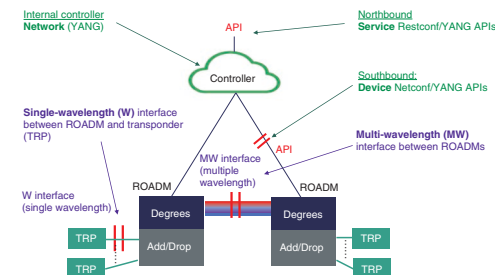 Internal controller
Network (YANG)
API
Northbound
Service Restconf/YANG APIs
Controller
Southbound:
Device Netconf/YANG APIs
Single-wavelength (W) interface
between ROADM and transponder
(TRP)
API
Multi-wavelength (MW)
interface between ROADMs
MW interface
(multiple
wavelength)
ROADM
ROADM
W interface
(single wavelength)
Degrees
Degrees
TRP
Add/Drop
Add/Drop
TRP
TRP
TRP